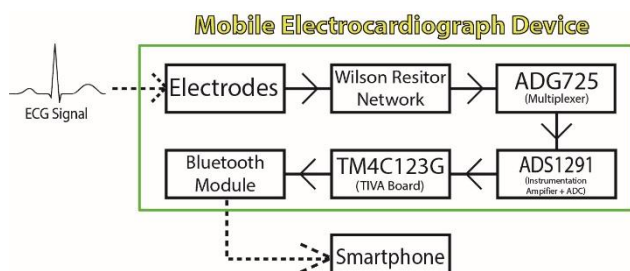 Mobile Electrocardiograph Device
ECG Signal
Electrodes
Wilson Resitor
Network
ADG725
(Multiplexer)
Bluetooth
Module
TM4C123G
(TIVA Board)
ADS1291
(Instrumentation
Ampifier + ADC)
Smartphone